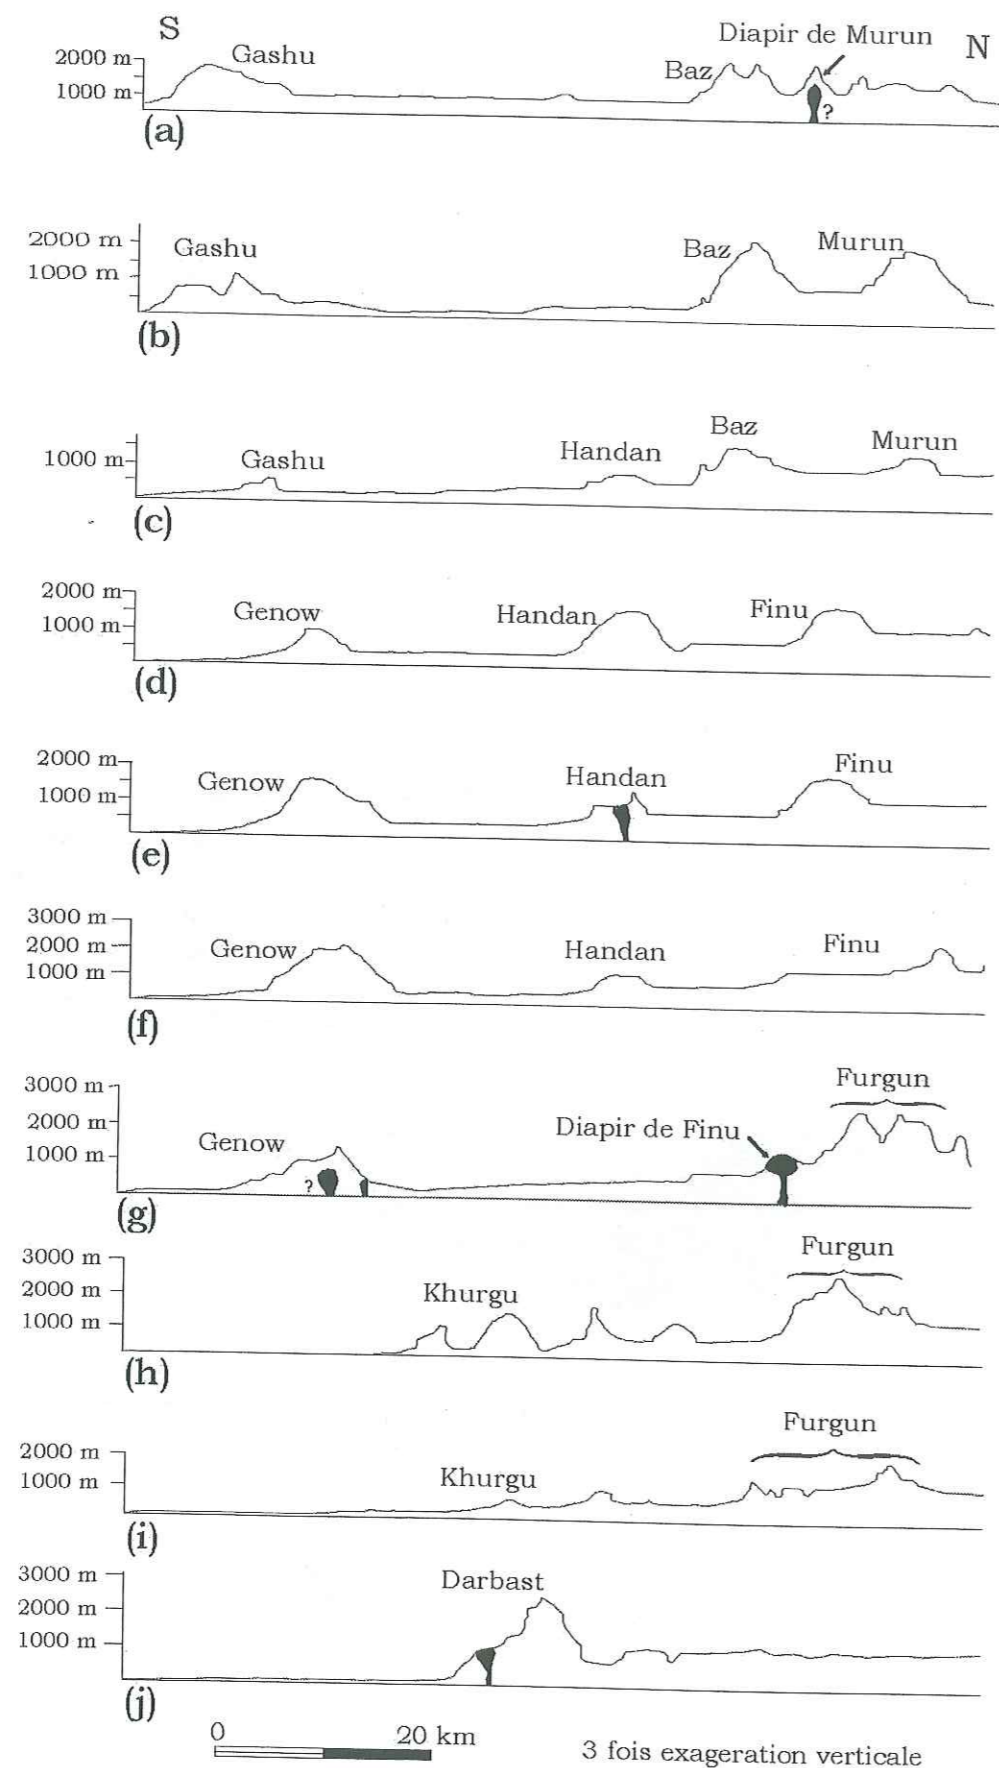 S
Gashu
Diapir de Murun
N
2000 m
Baz
1000 m
?
(a)
2000 m
Gashu
Baz
Murun
1000 m
(b)
Baz
1000 m
Gashu
Handan
Murun
(c)
2000 m
Genow
Handan
Finu
1000 m
(d)
2000 m
Genow
Handan
Finu
1000 m
(e)
3000 m
2000 m
Genow
Handan
Finu
1000 m
(f)
3000 m
Furgun
2000 m
Genow
Diapir de Finu
1000 m
?
(g)
3000 m
Furgun
2000 m
Khurgu
1000 m
(h)
Furgun
2000 m
1000 m
Khurgu
(i)
3000 m
Darbast
2000 m
1000 m
(j)
0 20 km
3 fois exageration verticale